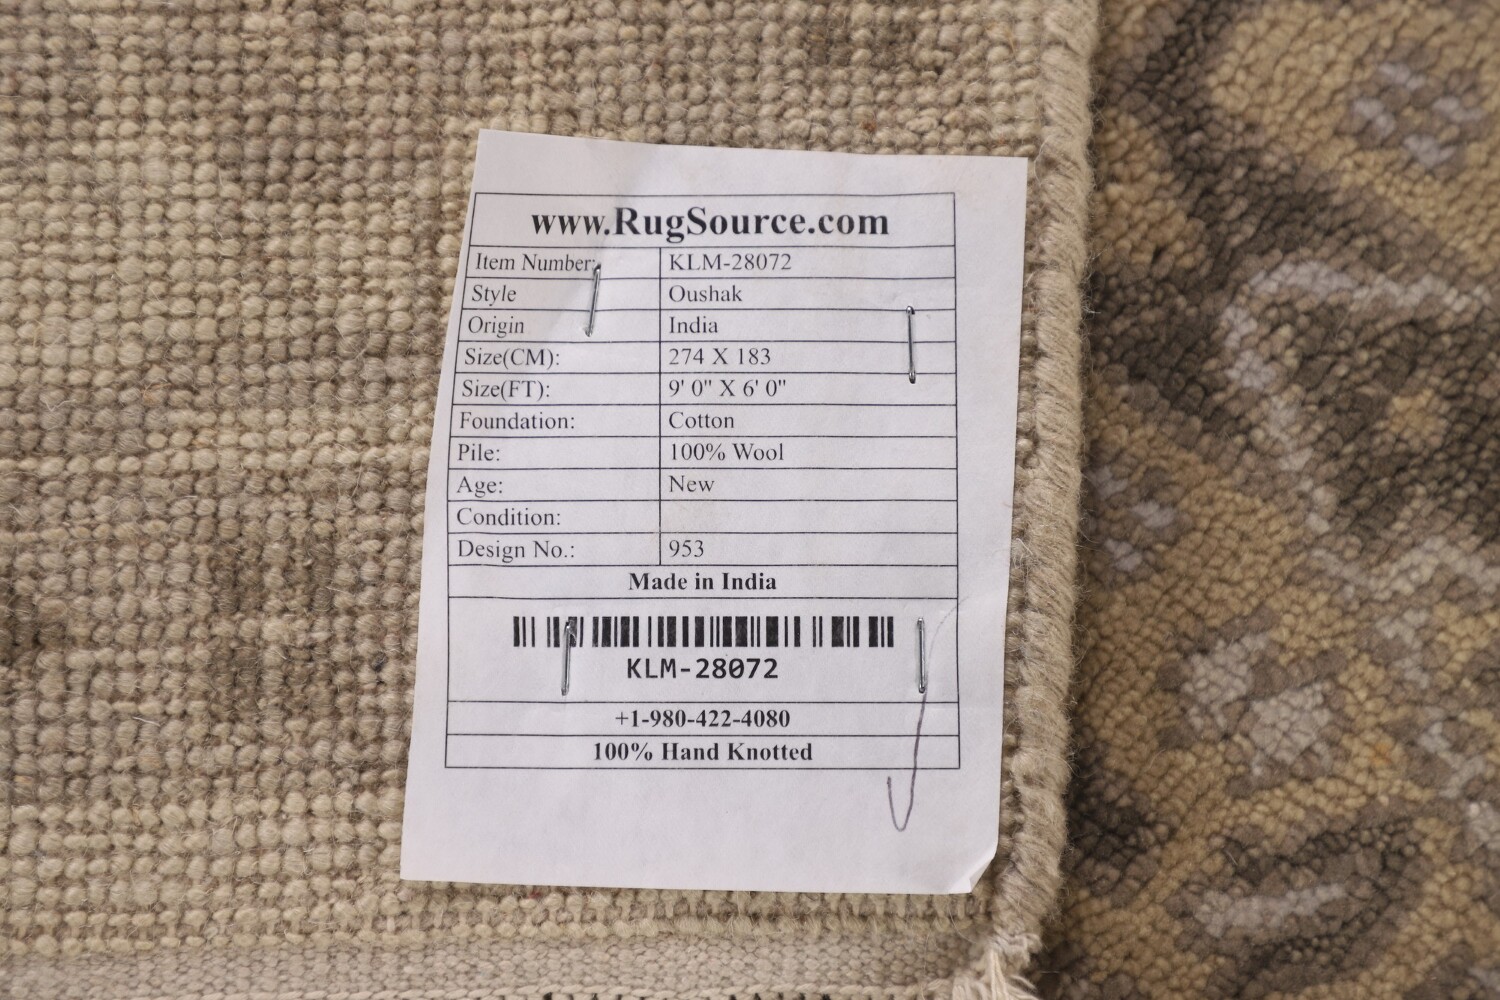 www.RugSource.com
Item Number: KLM-28072
Style Oushak
Origin India
Size(CM): 274 X 183
Size(FT): 9' 0" X 6' 0"
Foundation: Cotton
Pile: 100% Wool
Age: New
Condition:
Design No.: 953
Made in India
KLM-28072
+1-980-422-4080
100% Hand Knotted